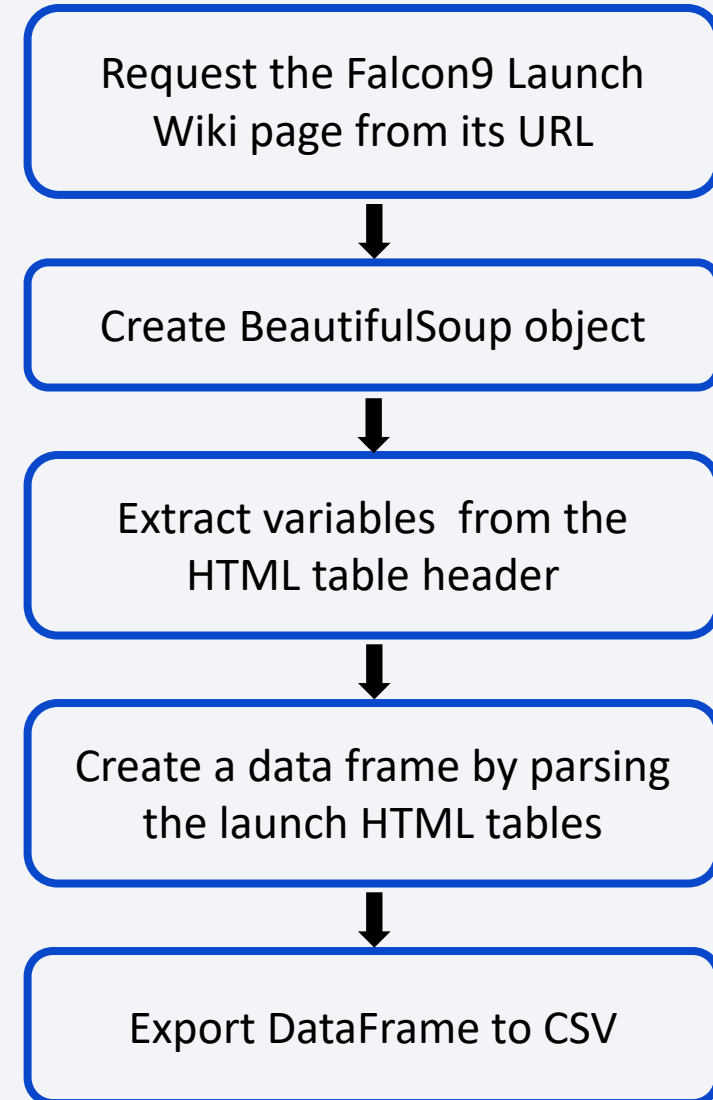 Request the Falcon9 Launch
Wiki page from its URL
Create BeautifulSoup object
Extract variables  from the
HTML table header
Create a data frame by parsing
the launch HTML tables
Export DataFrame to CSV